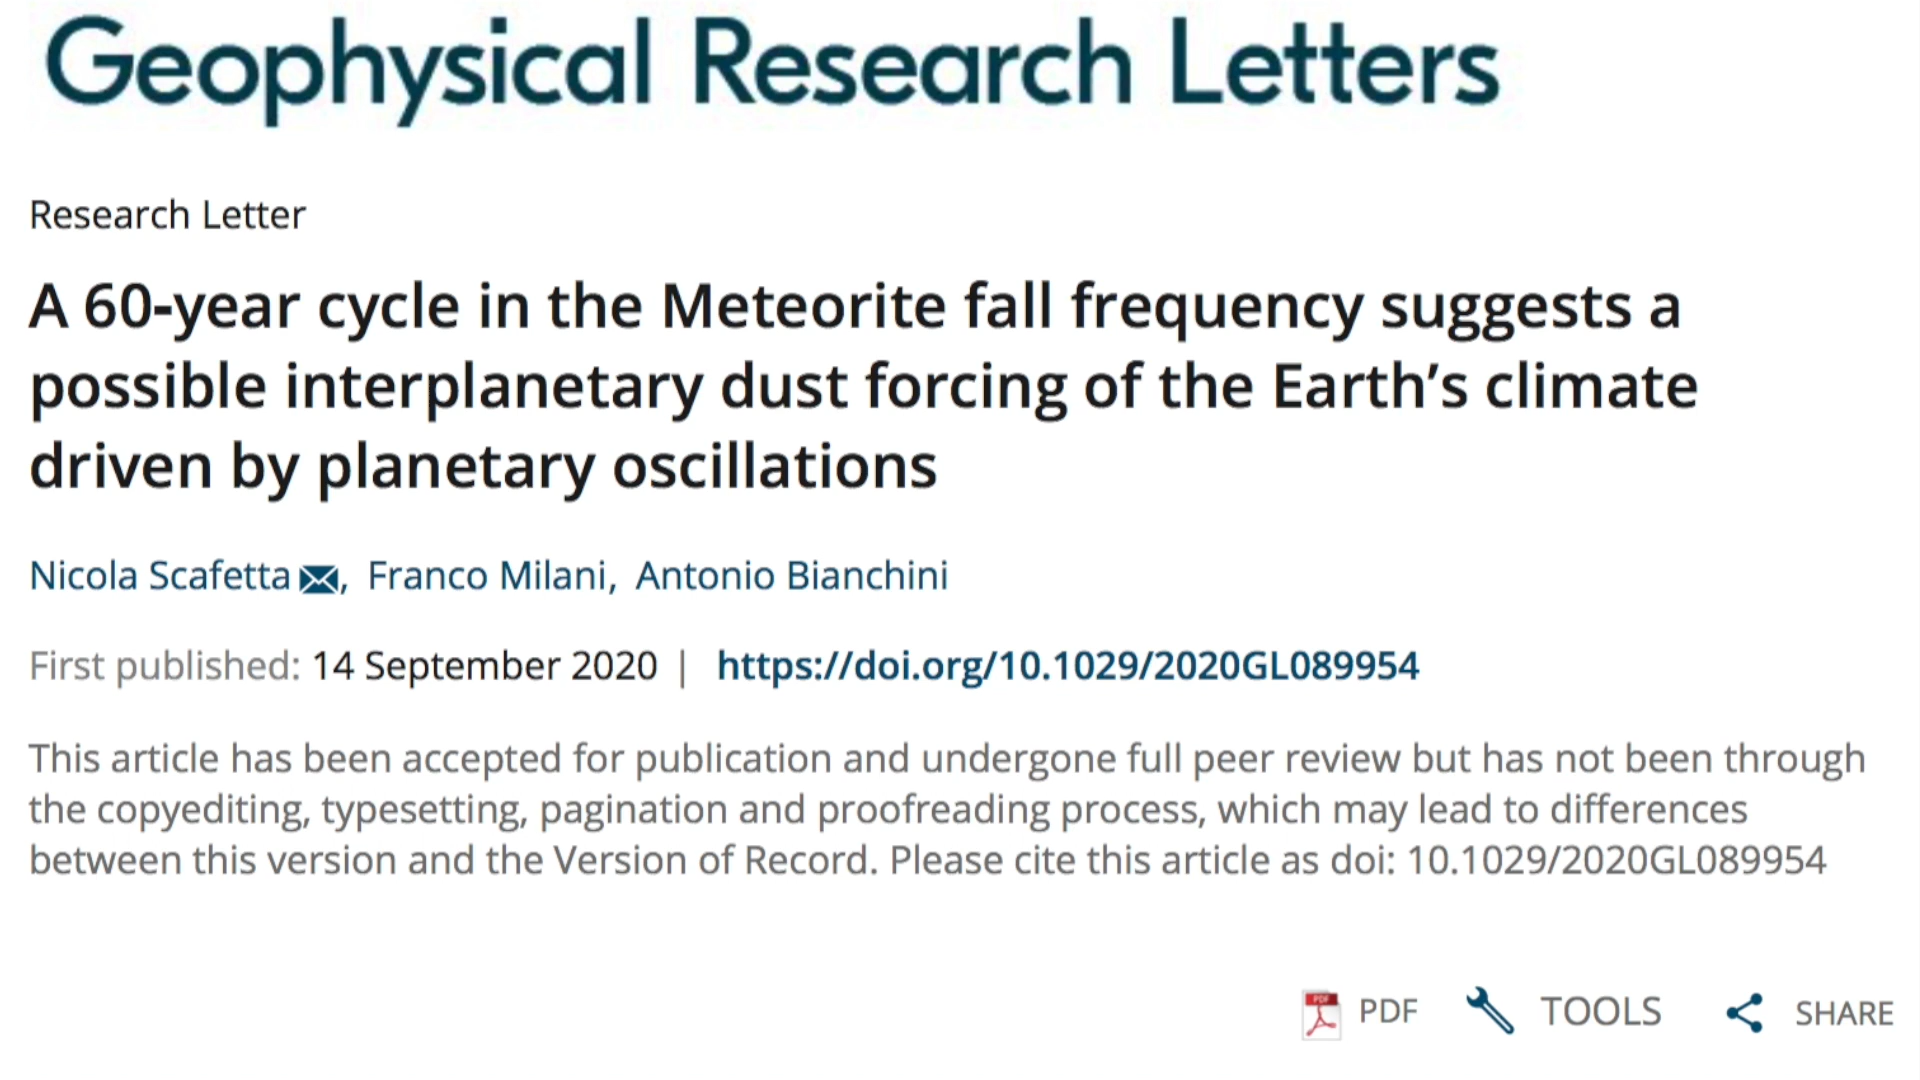 Geophysical Research Letters
Research Letter
A 60-year cycle in the Meteorite fall frequency suggests a
possible interplanetary dust forcing of the Earth’s climate
driven by planetary oscillations
Nicola Scafetta, Franco Milani, Antonio Bianchini
First published: 14 September 2020 | https://doi.org/10.1029/2020GL089954
This article has been accepted for publication and undergone full peer review but has not been through
the copyediting, typesetting, pagination and proofreading process, which may lead to differences
between this version and the Version of Record. Please cite this article as doi: 10.1029/2020GL089954
PDF PDF TOOLS SHARE